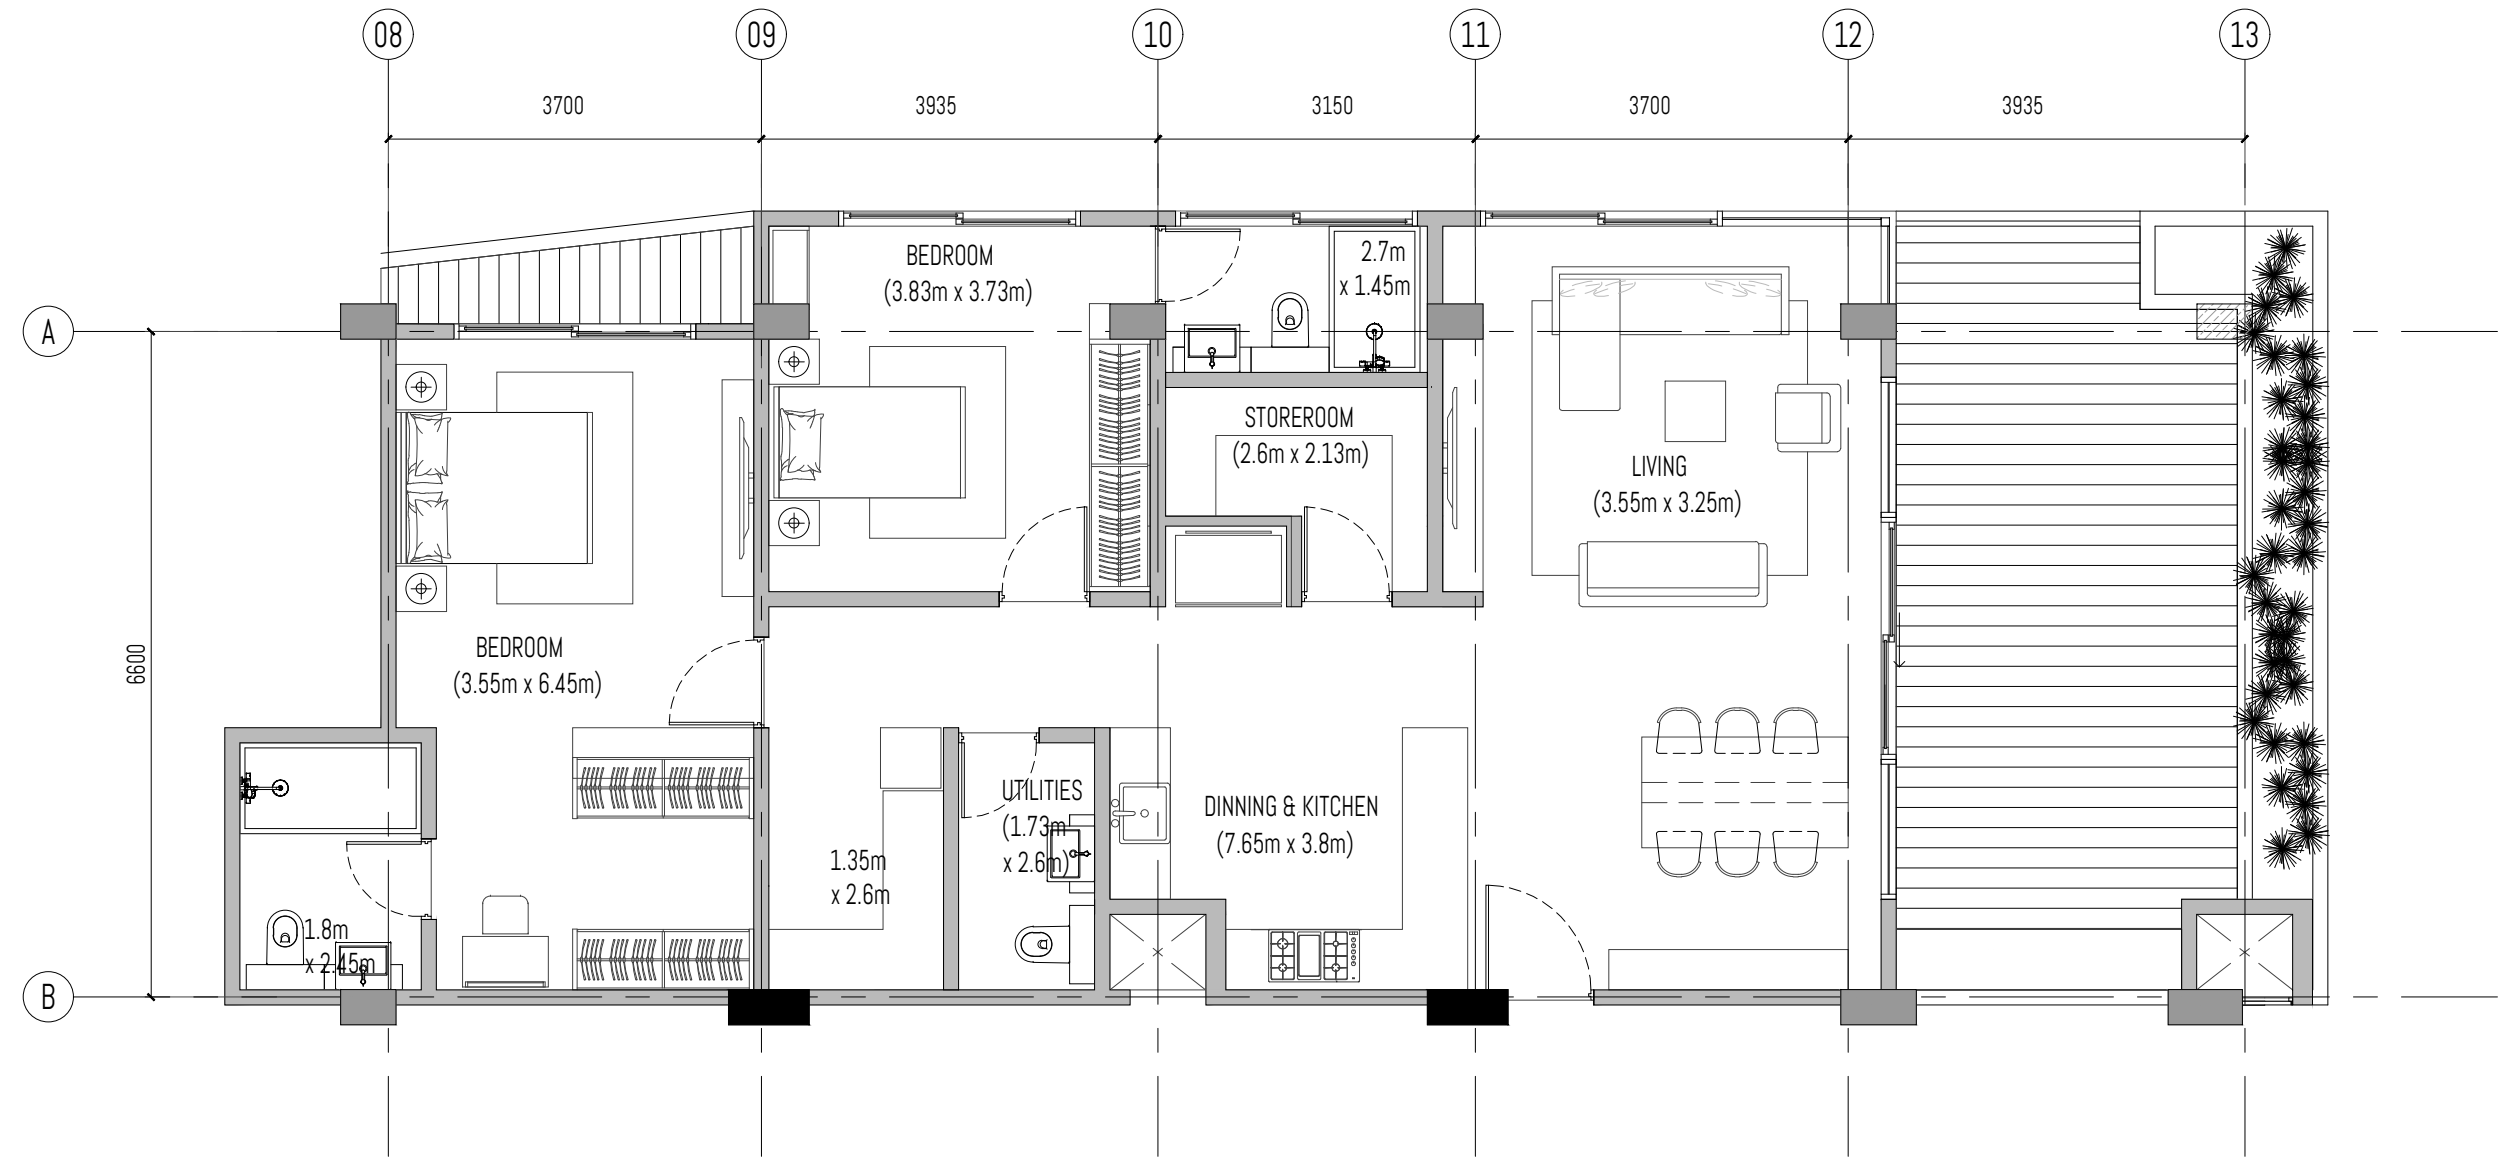 08
09
10
11
12
13
3700
3935
3150
3700
3935
A
6600
B
BEDROOM
(3.83m x 3.73m)
2.7m
x 1.45m
STOREROOM
(2.6m x 2.13m)
LIVING
(3.55m x 3.25m)
BEDROOM
(3.55m x 6.45m)
UTILITIES
(1.73m
x 2.6m)
DINNING & KITCHEN
(7.65m x 3.8m)
1.35m
x 2.6m
1.8m
x 2.45m